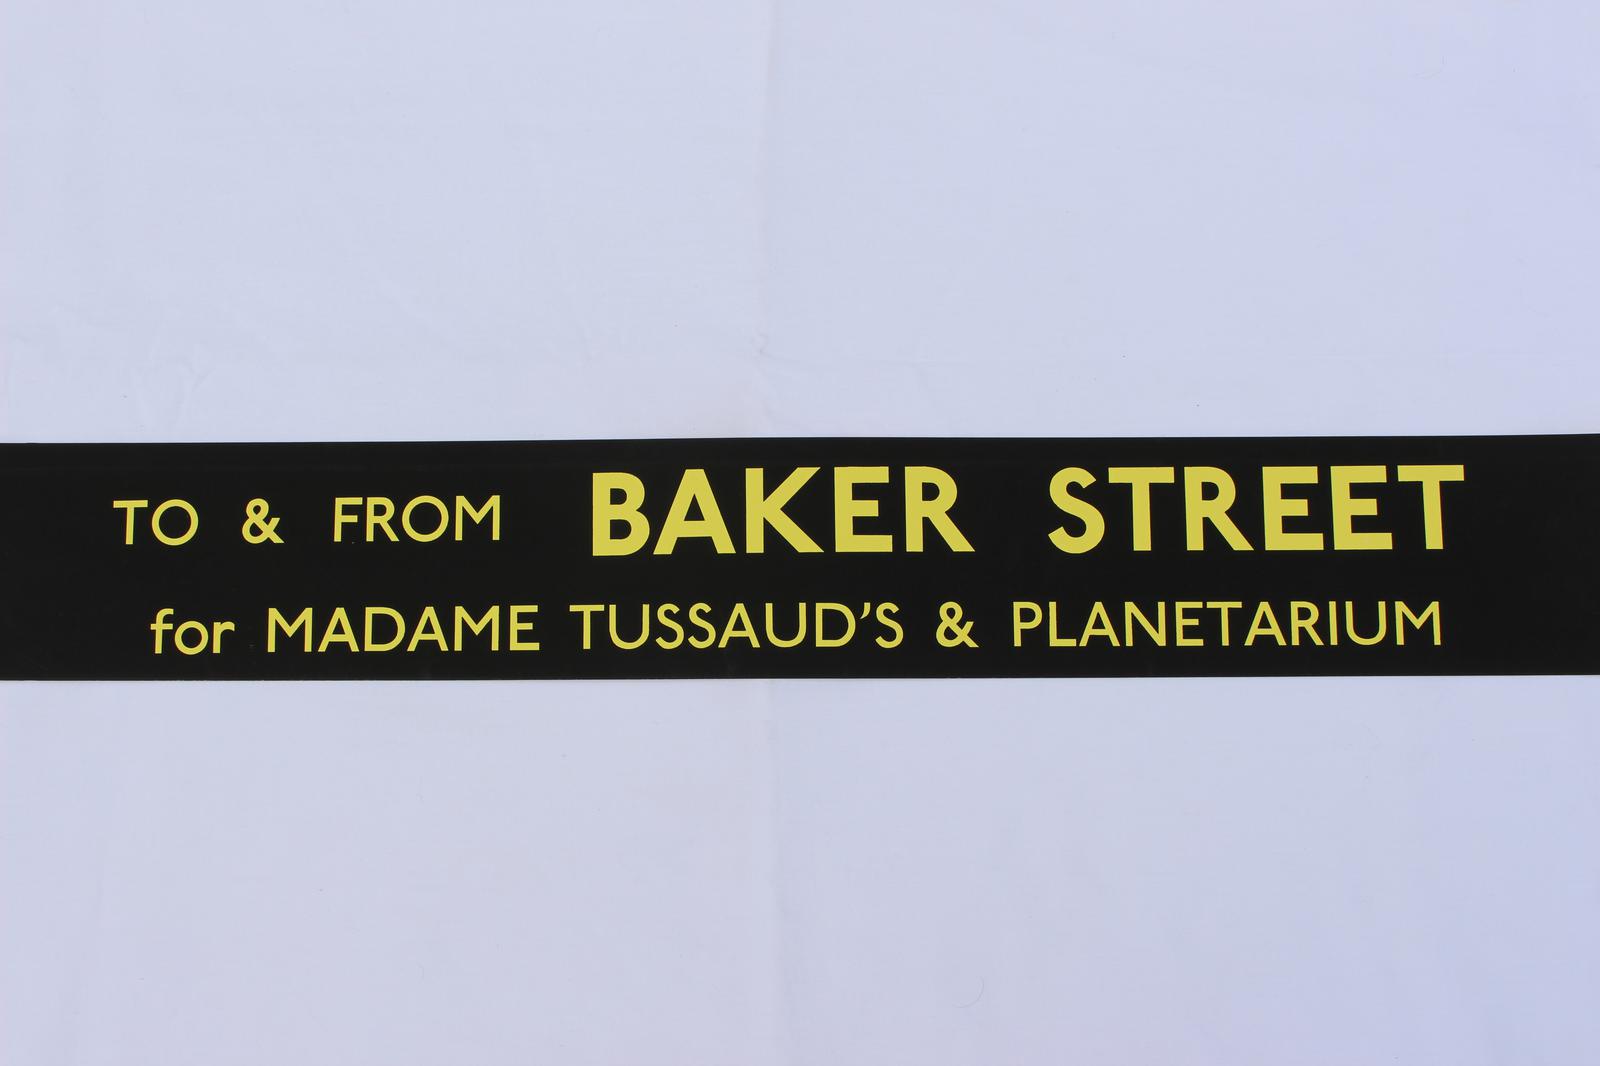 TO & FROM BAKER STREET
for MADAME TUSSAUD'S & PLANETARIUM